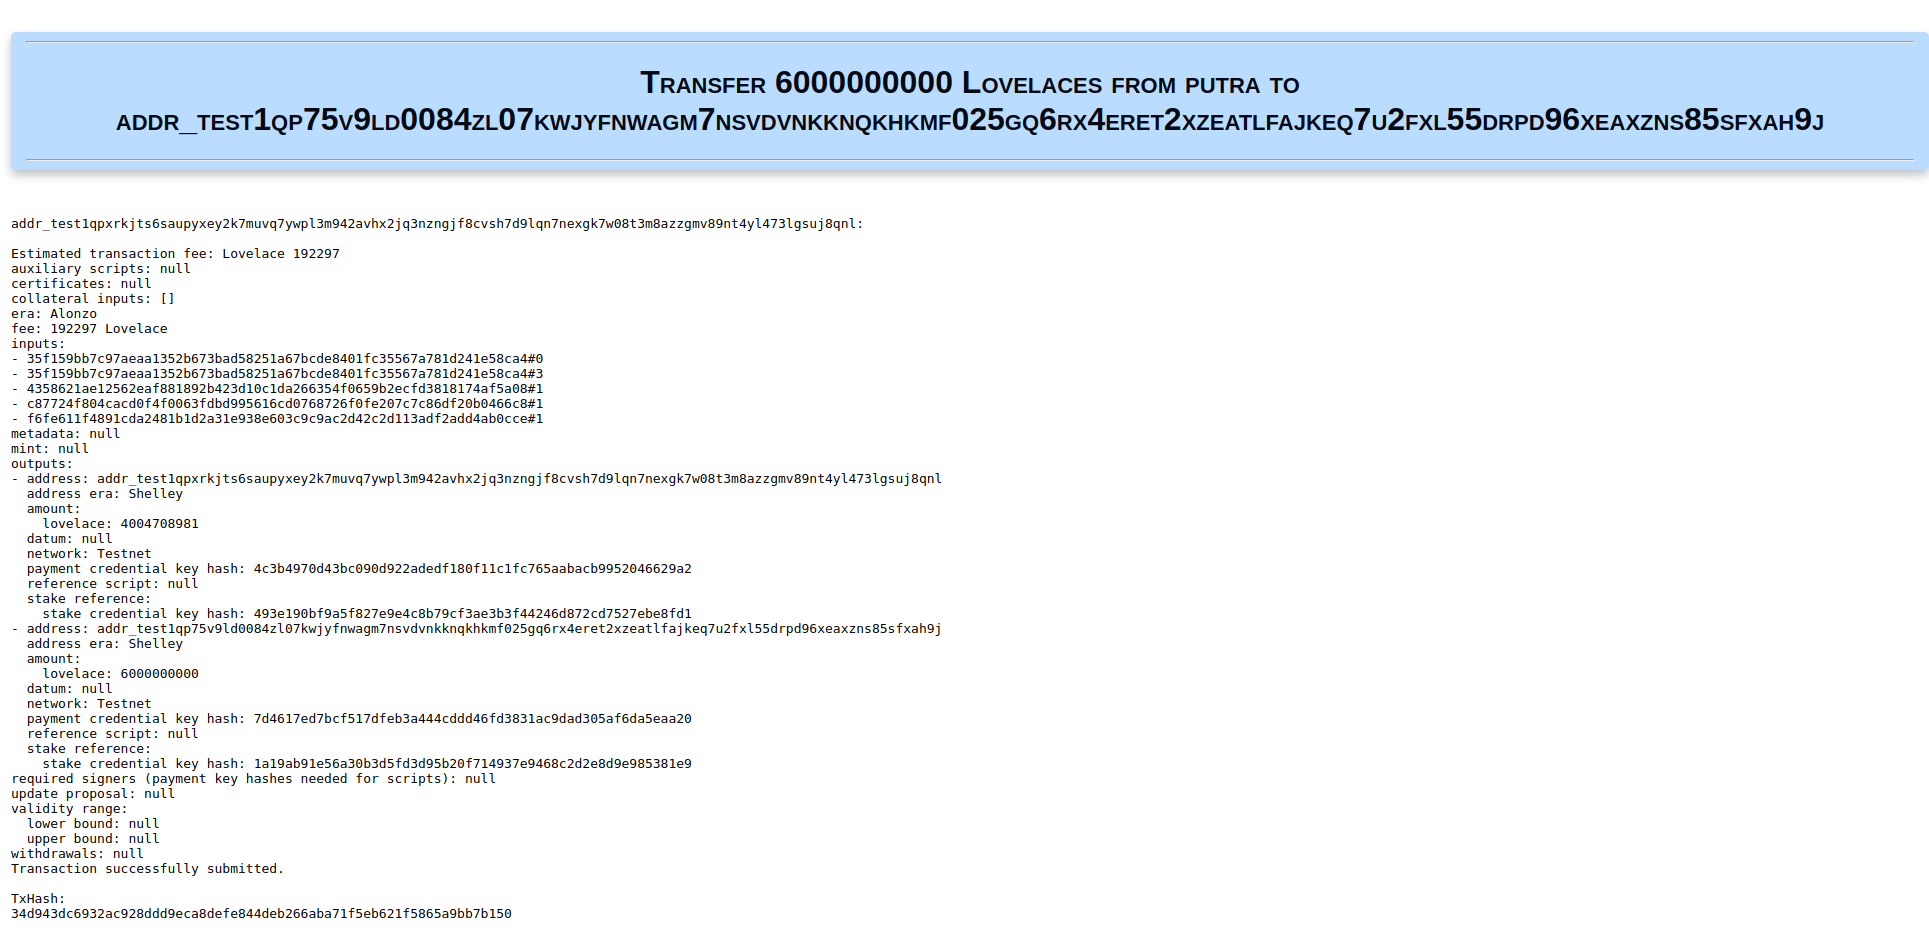 Transfer 6000000000 Lovelaces from putra to
addr_test1qp75v9ld0084zl07kwjyfnwagm7nsvdvnkknqkhkmf025gq6rx4eret2xzeatlfajkeq7u2fxl55drpd96xeaxzns85sfxah9j
addr_test1qpxrkjts6saupyxey2k7muvq7ywpl3m942avhx2jq3nzngjf8cvsh7d9lqn7nexgk7w08t3m8azzgmv89nt4yl473lgsuj8qnl:
Estimated transaction fee: Lovelace 192297
auxiliary scripts: null
certificates: null
collateral inputs: []
era: Alonzo
fee: 192297 Lovelace
inputs:
- 35f159bb7c97aeaa1352b673bad58251a67bcde8401fc35567a781d241e58ca4#0
- 35f159bb7c97aeaa1352b673bad58251a67bcde8401fc35567a781d241e58ca4#3
- 4358621ae12562eaf881892b423d10c1da266354f0659b2ecfd3818174af5a08#1
- c87724f804cacd0f4f0063fdbd995616cd0768726f0fe207c7c86df20b0466c8#1
- f6fe611f4891cda2481b1d2a31e938e603c9c9ac2d42c2d113adf2add4ab0cce#1
metadata: null
mint: null
outputs:
- address: addr_test1qpxrkjts6saupyxey2k7muvq7ywpl3m942avhx2jq3nzngjf8cvsh7d9lqn7nexgk7w08t3m8azzgmv89nt4yl473lgsuj8qnl
  address era: Shelley
  amount:
    lovelace: 4004708981
  datum: null
  network: Testnet
  payment credential key hash: 4c3b4970d43bc090d922adedf180f11c1fc765aabacb9952046629a2
  reference script: null
  stake reference:
    stake credential key hash: 493e190bf9a5f827e9e4c8b79cf3ae3b3f44246d872cd7527ebe8fd1
- address: addr_test1qp75v9ld0084zl07kwjyfnwagm7nsvdvnkknqkhkmf025gq6rx4eret2xzeatlfajkeq7u2fxl55drpd96xeaxzns85sfxah9j
  address era: Shelley
  amount:
    lovelace: 6000000000
  datum: null
  network: Testnet
  payment credential key hash: 7d4617ed7bcf517dfeb3a444cddd46fd3831ac9dad305af6da5eaa20
  reference script: null
  stake reference:
    stake credential key hash: 1a19ab91e56a30b3d5fd3d95b20f714937e9468c2d2e8d9e985381e9
required signers (payment key hashes needed for scripts): null
update proposal: null
validity range:
  lower bound: null
  upper bound: null
withdrawals: null
Transaction successfully submitted.
TxHash:
34d943dc6932ac928ddd9eca8defe844deb266aba71f5eb621f5865a9bb7b150